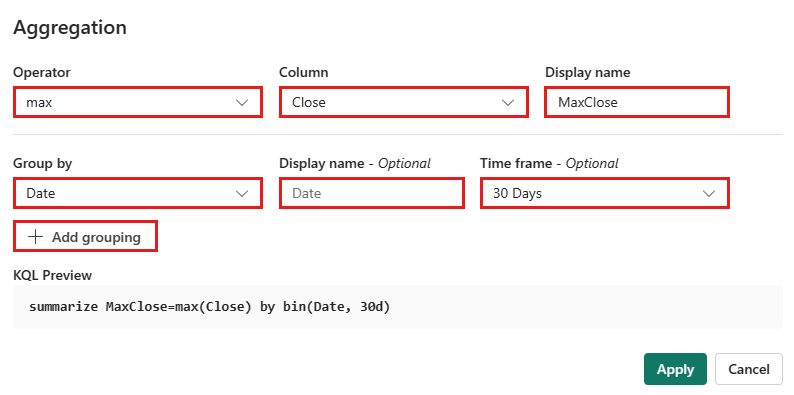 Aggregation
Operator Column Display name
max Close MaxClose
Group by Display name - Optional Time frame - Optional
Date Date 30 Days
Add grouping
KQL Preview
summarize MaxClose=max(Close) by bin(Date, 30d)
Apply Cancel